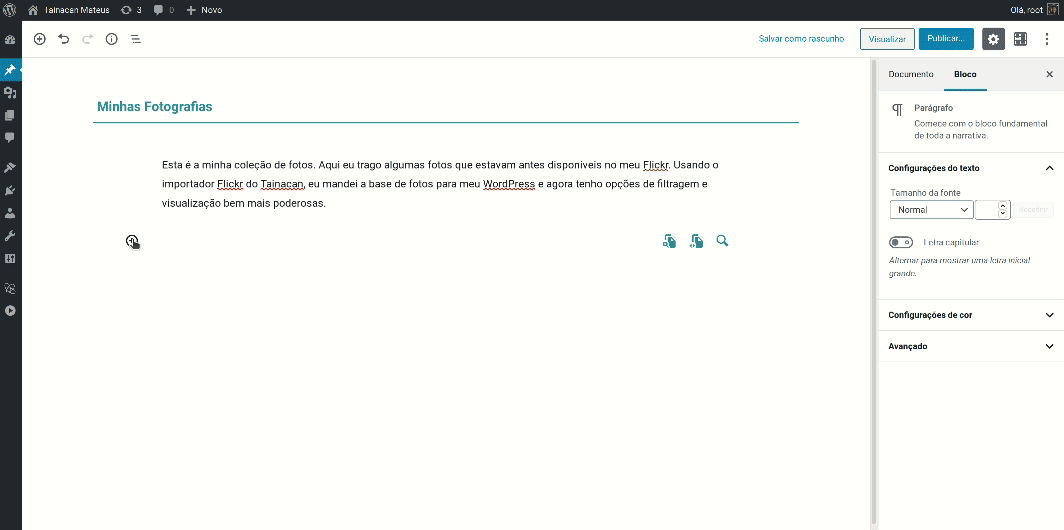 Tainacan Mateus 3 0 Novo Olá, root
Salvar como rascunho Visualizar Publicar...
Documento Bloco
Minhas Fotografias
Parágrafo
Comece com o bloco fundamental
de toda a narrativa.
Esta é a minha coleção de fotos. Aqui eu trago algumas fotos que estavam antes disponíveis no meu Flickr. Usando o
importador Flickr do Tainacan, eu mandei a base de fotos para meu WordPress e agora tenho opções de filtragem e
visualização bem mais poderosas.
Configurações do texto
Tamanho da fonte
Normal
Letra capitular
Alternar para mostrar uma letra inicial
grande.
Configurações de cor
Avançado